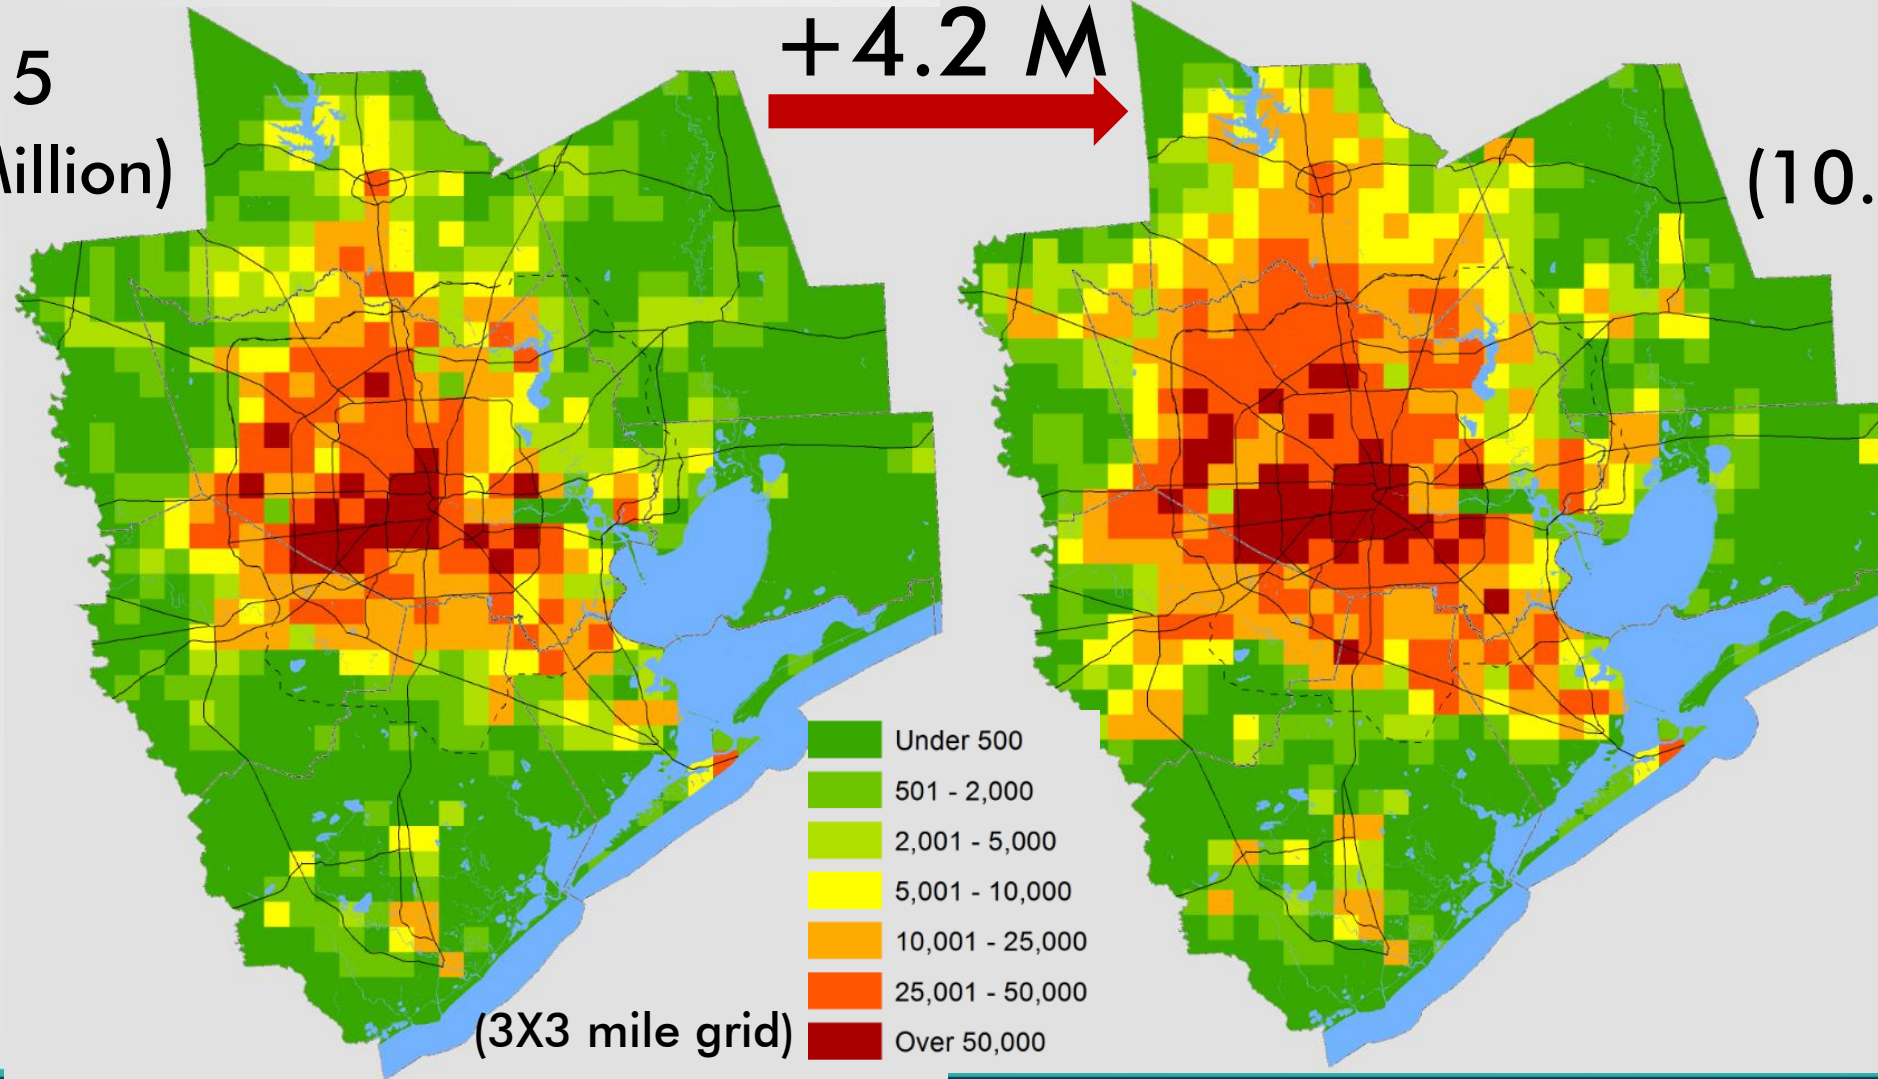 5
+4.2 M
Million)
(10.
Under 500
501 - 2,000
2,001 - 5,000
5,001 - 10,000
10,001 - 25,000
25,001 - 50,000
Over 50,000
(3X3 mile grid)